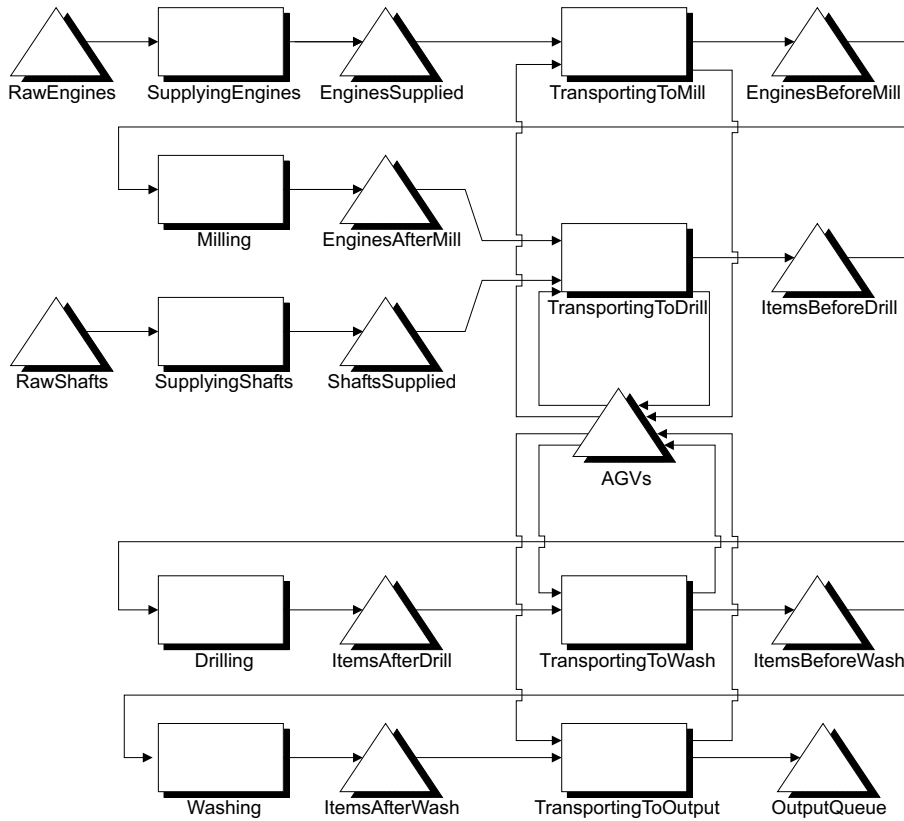 RawEngines
SupplyingEngines
EnginesSupplied
TransportingToMill
EnginesBeforeMill
Milling
EnginesAfterMill
TransportingToDrill
ItemsBeforeDrill
RawShafts
SupplyingShafts
ShaftsSupplied
AGVs
Drilling
ItemsAfterDrill
TransportingToWash
ItemsBeforeWash
Washing
ItemsAfterWash
TransportingToOutput
OutputQueue